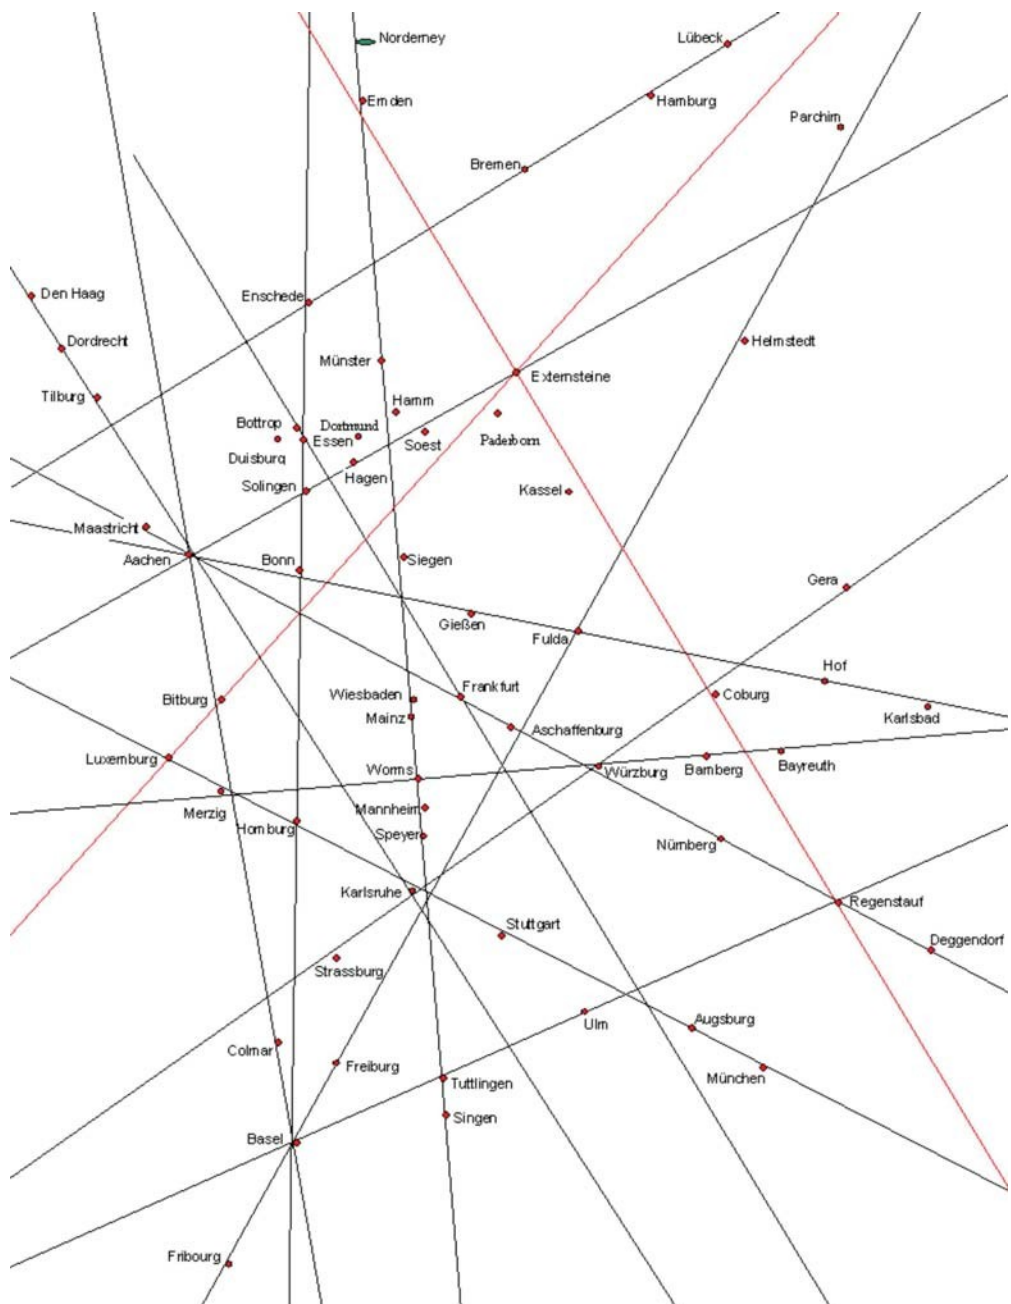 Norderney
Lübeck
Emden
Hamburg
Parchim
Bremen
Den Haag
Enschede
Dordrecht
Helmstedt
Münster
Externsteine
Tilburg
Hamm
Bottrop
Dortmund
Essen
Soest
Paderborn
Duisburg
Hagen
Solingen
Kassel
Maastricht
Aachen
Bonn
Siegen
Gera
Gießen
Fulda
Hof
Bitburg
Wiesbaden
Frankfurt
Coburg
Mainz
Karlsbad
Aschaffenburg
Luxemburg
Worms
Würzburg
Bamberg
Bayreuth
Merzig
Mannheim
Homburg
Speyer
Nürnberg
Karlsruhe
Regenstauf
Stuttgart
Deggendorf
Strassburg
Ulm
Augsburg
Colmar
Freiburg
Tuttlingen
München
Singen
Basel
Fribourg